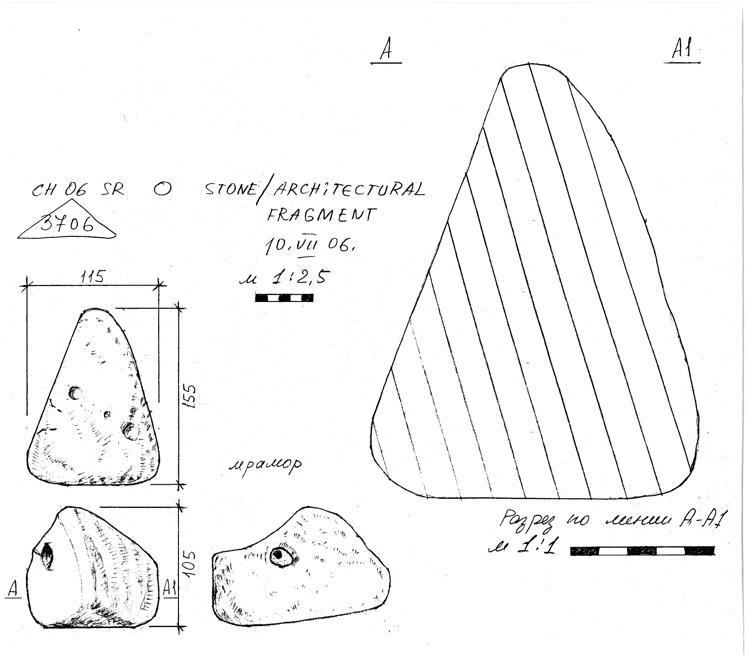 A A1
CH 06 SR O STONE/ARCHITECTURAL
FRAGMENT
3706
10. VII 06.
м 1:2,5
115
155
мрамор
105
A A1
Разрез по линии А-А1
м 1:1